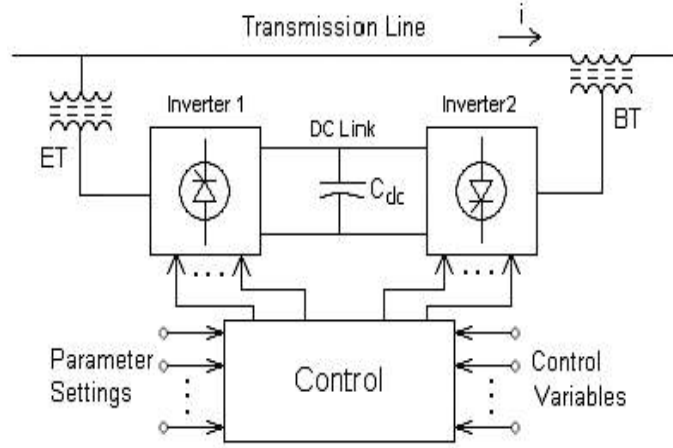 Transmission Line
i
Inverter 1
Inverter2
DC Link
ET
BT
Cdc
....
....
Parameter
Settings
Control
Control
Variables